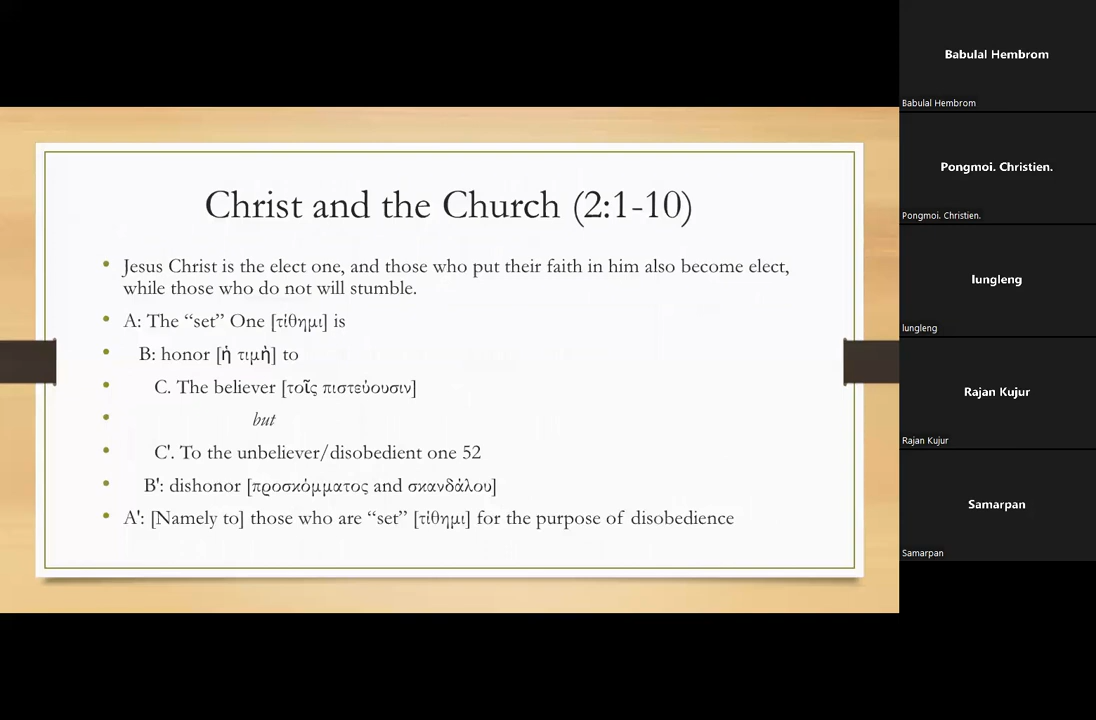 Christ and the Church (2:1-10)
• Jesus Christ is the elect one, and those who put their faith in him also become elect,
while those who do not will stumble.
• A: The “set” One [τίθημι] is
• B: honor [ἡ τιμὴ] to
• C. The believer [τοῖς πιστεύουσιν]
• but
• C'. To the unbeliever/disobedient one 52
• B': dishonor [προσκόμματος and σκανδάλου]
• A': [Namely to] those who are “set” [τίθημι] for the purpose of disobedience
Babulal Hembrom
Babulal Hembrom
Pongmoi. Christien.
Pongmoi. Christien.
lungleng
lungleng
Rajan Kujur
Rajan Kujur
Samarpan
Samarpan